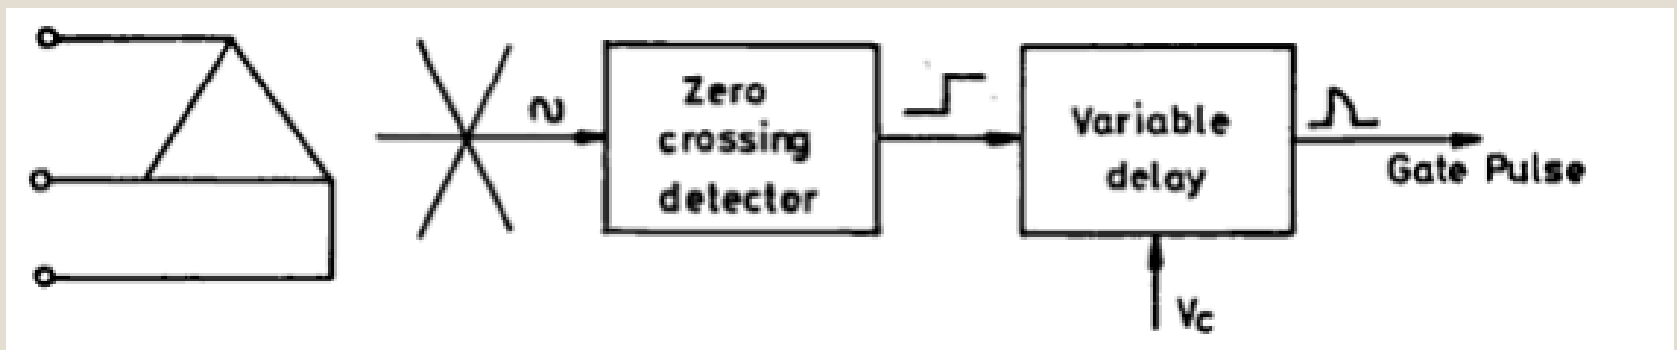 Zero
crossing
detector
Variable
delay
Gate Pulse
Vc